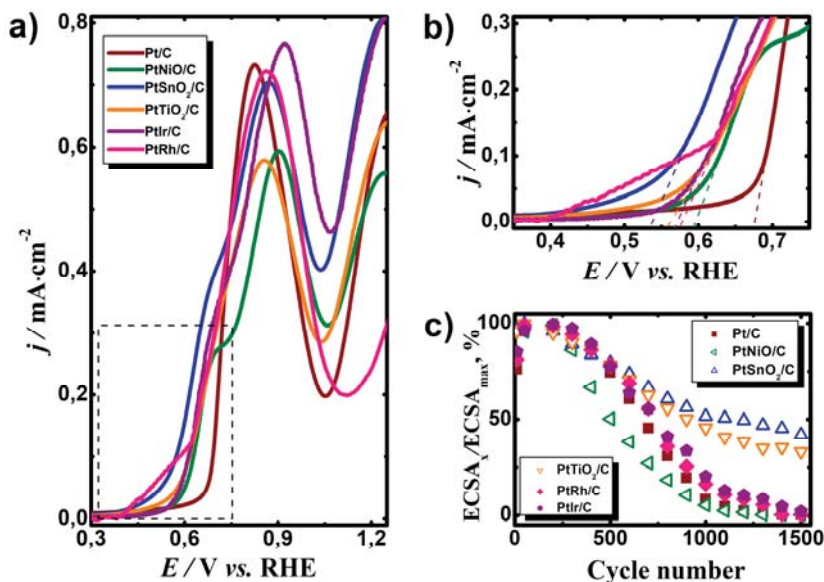 a)
j / mA·cm-2
0,8
0,6
0,4
0,2
0,0
Pt/C
PtNiO/C
PtSnO2/C
PtTiO2/C
PtIr/C
PtRh/C
0,3 0,6 0,9 1,2
E / V vs. RHE
b)
j / mA·cm-2
0,3
0,2
0,1
0,0
0,4 0,5 0,6 0,7
E / V vs. RHE
c)
ECSAx/ECSAmax, %
100
50
0
Pt/C
PtNiO/C
PtSnO2/C
PtTiO2/C
PtRh/C
PtIr/C
0 500 1000 1500
Cycle number